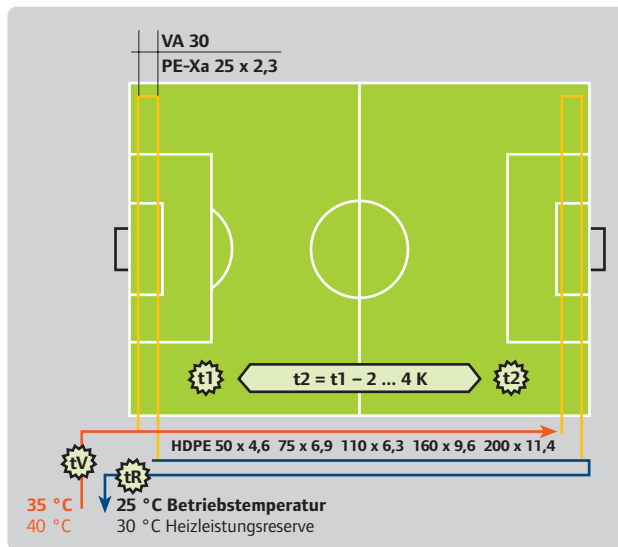 VA 30
PE-Xa 25 x 2,3
t1
t2 = t1 – 2 ... 4 K
t2
HDPE 50 x 4,6 75 x 6,9 110 x 6,3 160 x 9,6 200 x 11,4
tV
tR
35 °C
25 °C Betriebstemperatur
40 °C
30 °C Heizleistungsreserve